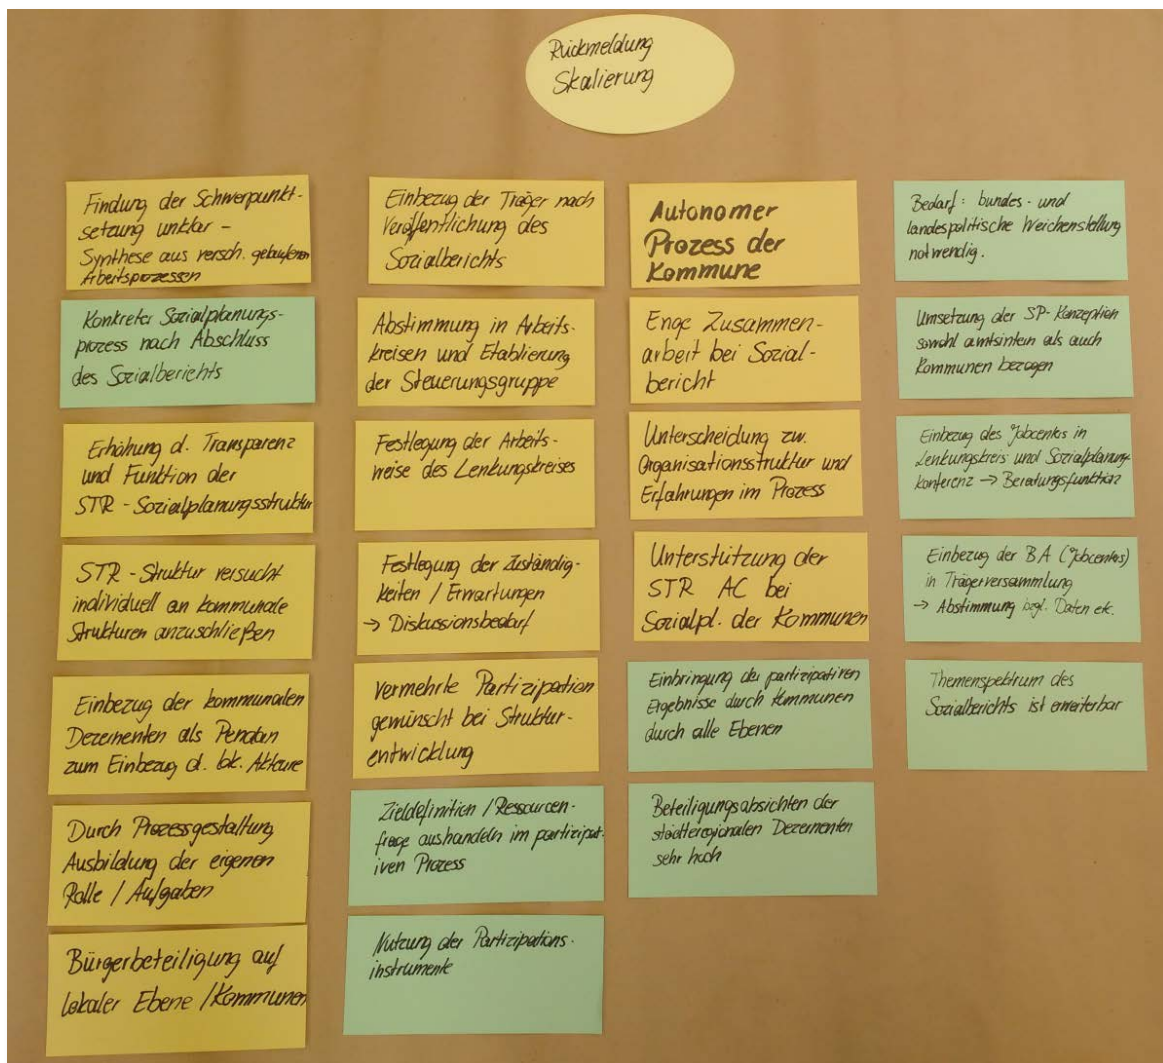 Rückmeldung
Skalierung
Findung der Schwerpunkt-
setzung unklar -
Synthese aus versch. gelaufenen
Arbeitsprozessen
Konkreter Sozialplanungs-
prozess nach Abschluss
des Sozialberichts
Erhöhung d. Transparenz
und Funktion der
STR - Sozialplanungsstruktur
STR - Struktur versucht
individuell an kommunale
Strukturen anzuschließen
Einbezug der kommunalen
Dezernenten als Pendan
zum Einbezug d. lok. Akteure
Durch Prozessgestaltung
Ausbildung der eigenen
Rolle / Aufgaben
Bürgerbeteiligung auf
lokaler Ebene / Kommunen
Einbezug der Träger nach
Veröffentlichung des
Sozialberichts
Abstimmung in Arbeits-
kreisen und Etablierung
der Steuerungsgruppe
Festlegung der Arbeits-
weise des Lenkungskreises
Festlegung der Zuständig-
keiten / Erwartungen
→ Diskussionsbedarf
Vermehrte Partizipation
gewünscht bei Struktur-
entwicklung
Zieldefinition / Ressourcen-
frage aushandeln im partizipat-
iven Prozess
Nutzung der Partizipations-
instrumente
Autonomer
Prozess der
Kommune
Enge Zusammen-
arbeit bei Sozial-
bericht
Unterscheidung zw.
Organisationsstruktur und
Erfahrungen im Prozess
Unterstützung der
STR AC bei
Sozialpl. der Kommunen
Einbringung der partizipativen
Ergebnisse durch Kommunen
durch alle Ebenen
Beteiligungsabsichten der
städteregionalen Dezernenten
sehr hoch
Bedarf: bundes- und
landespolitische Weichenstellung
notwendig.
Umsetzung der SP-Konzeption
sowohl amtsintern als auch
Kommunen bezogen
Einbezug des Jobcenters in
Lenkungskreis und Sozialplanung
konferenz → Beratungsfunktion
Einbezug der BA (Jobcenter)
in Trägerversammlung
→ Abstimmung bzgl. Daten etc.
Themenspektrum des
Sozialberichts ist erweiterbar